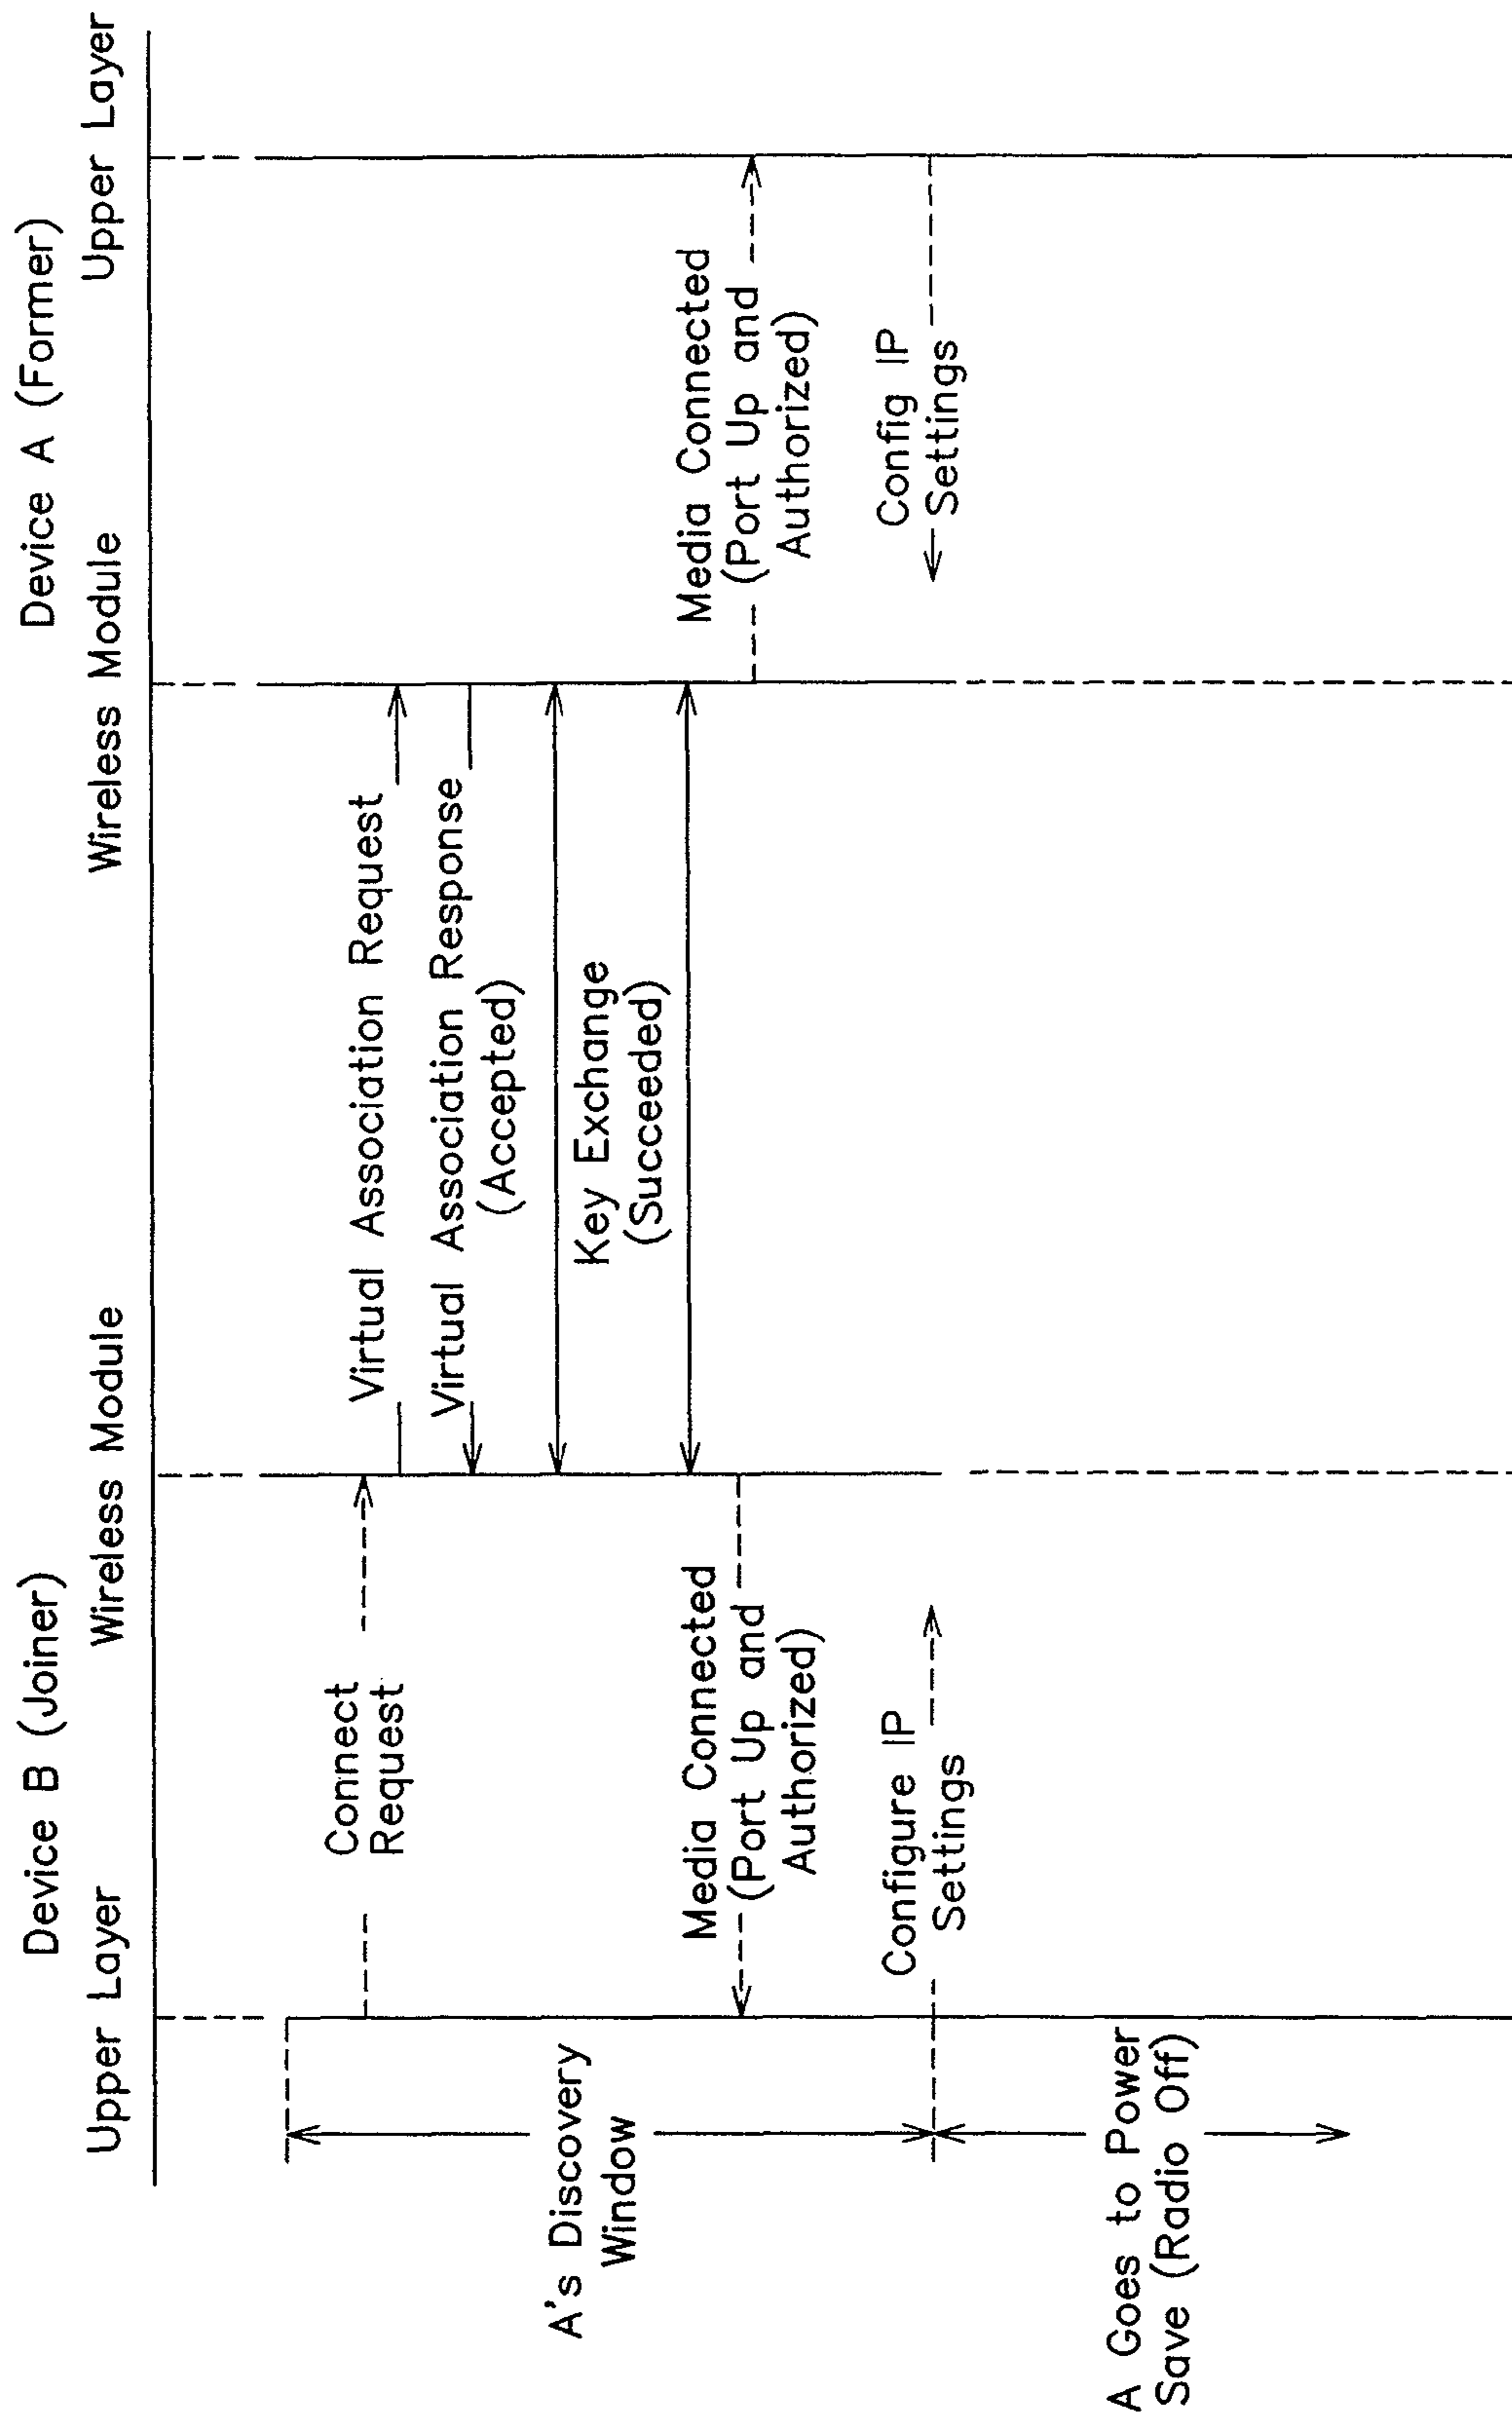 Device B (Joiner)
Device A (Former)
Upper Layer
Wireless Module
Wireless Module
Upper Layer
Connect
Request
Virtual Association Request
Virtual Association Response
(Accepted)
A's Discovery
Window
Key Exchange
(Succeeded)
Media Connected
(Port Up and
Authorized)
Media Connected
(Port Up and
Authorized)
Configure IP
Settings
Config IP
Settings
A Goes to Power
Save (Radio Off)